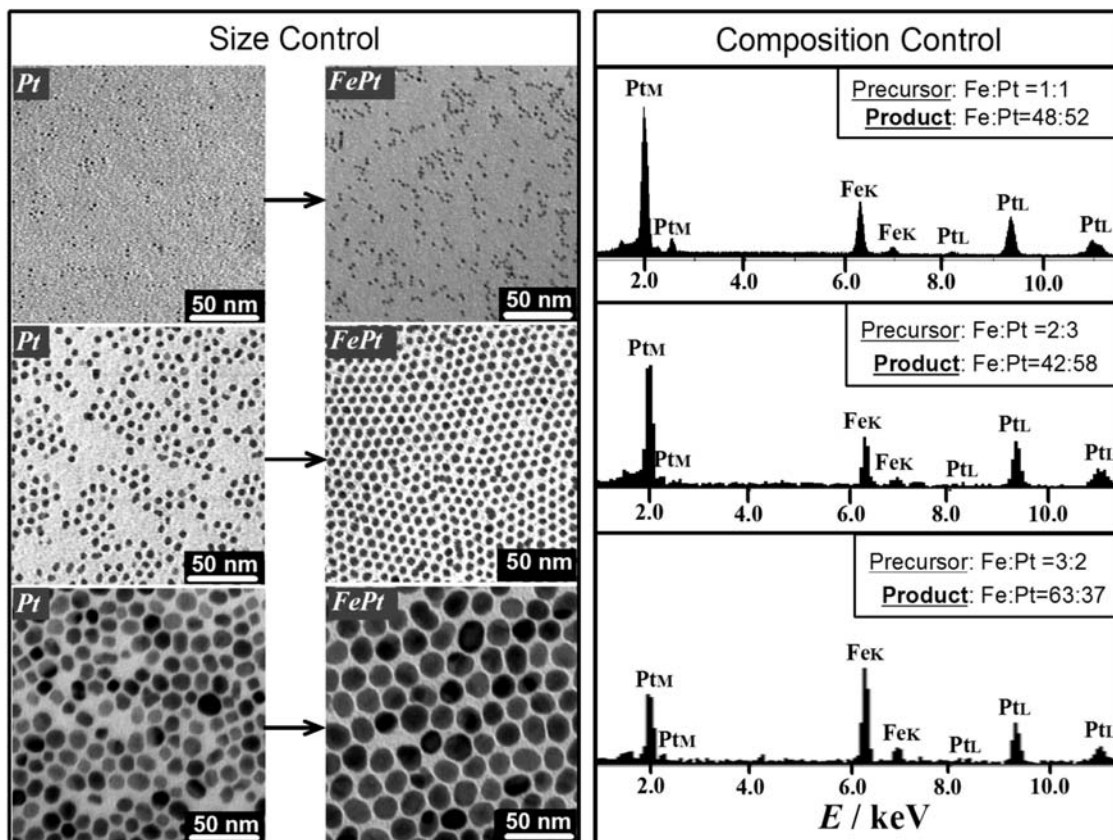 Size Control
Pt
FePt
50 nm
50 nm
Pt
FePt
50 nm
50 nm
Pt
FePt
50 nm
50 nm
Composition Control
Precursor: Fe:Pt =1:1
Product: Fe:Pt=48:52
PtM
PtM
FeK
FeK
PtL
PtL
PtL
2.0 4.0 6.0 8.0 10.0
Precursor: Fe:Pt =2:3
Product: Fe:Pt=42:58
PtM
PtM
FeK
FeK
PtL
PtL
PtL
2.0 4.0 6.0 8.0 10.0
Precursor: Fe:Pt =3:2
Product: Fe:Pt=63:37
PtM
PtM
FeK
FeK
PtL
PtL
PtL
2.0 4.0 6.0 8.0 10.0
E / keV